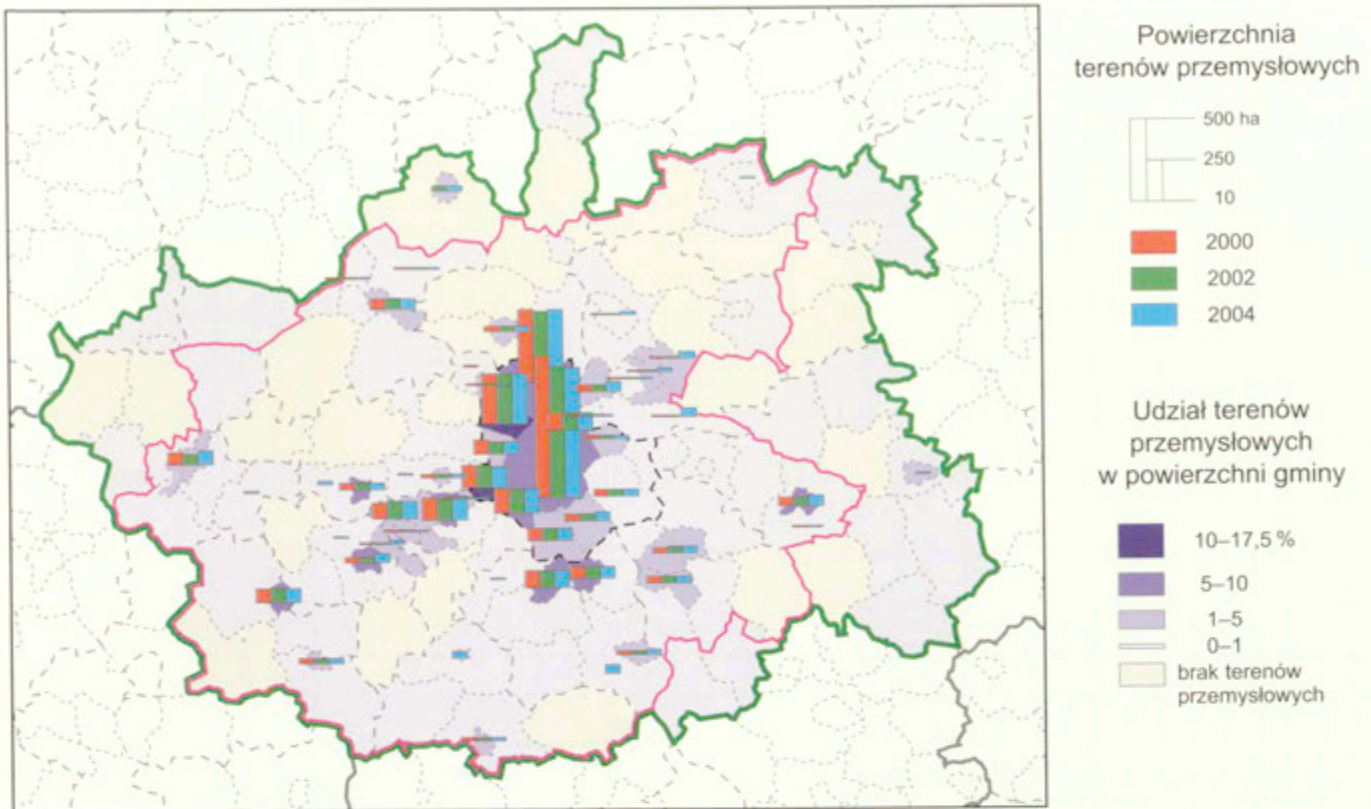 Powierzchnia
terenów przemysłowych
500 ha
250
10
2000
2002
2004
Udział terenów
przemysłowych
w powierzchni gminy
10–17,5 %
5–10
1–5
0–1
brak terenów
przemysłowych